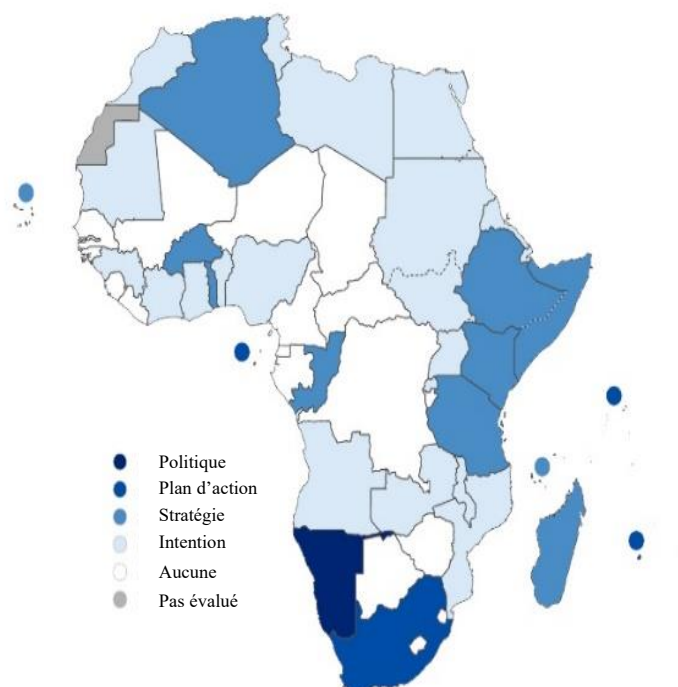 Politique
Plan d’action
Stratégie
Intention
Aucune
Pas évalué